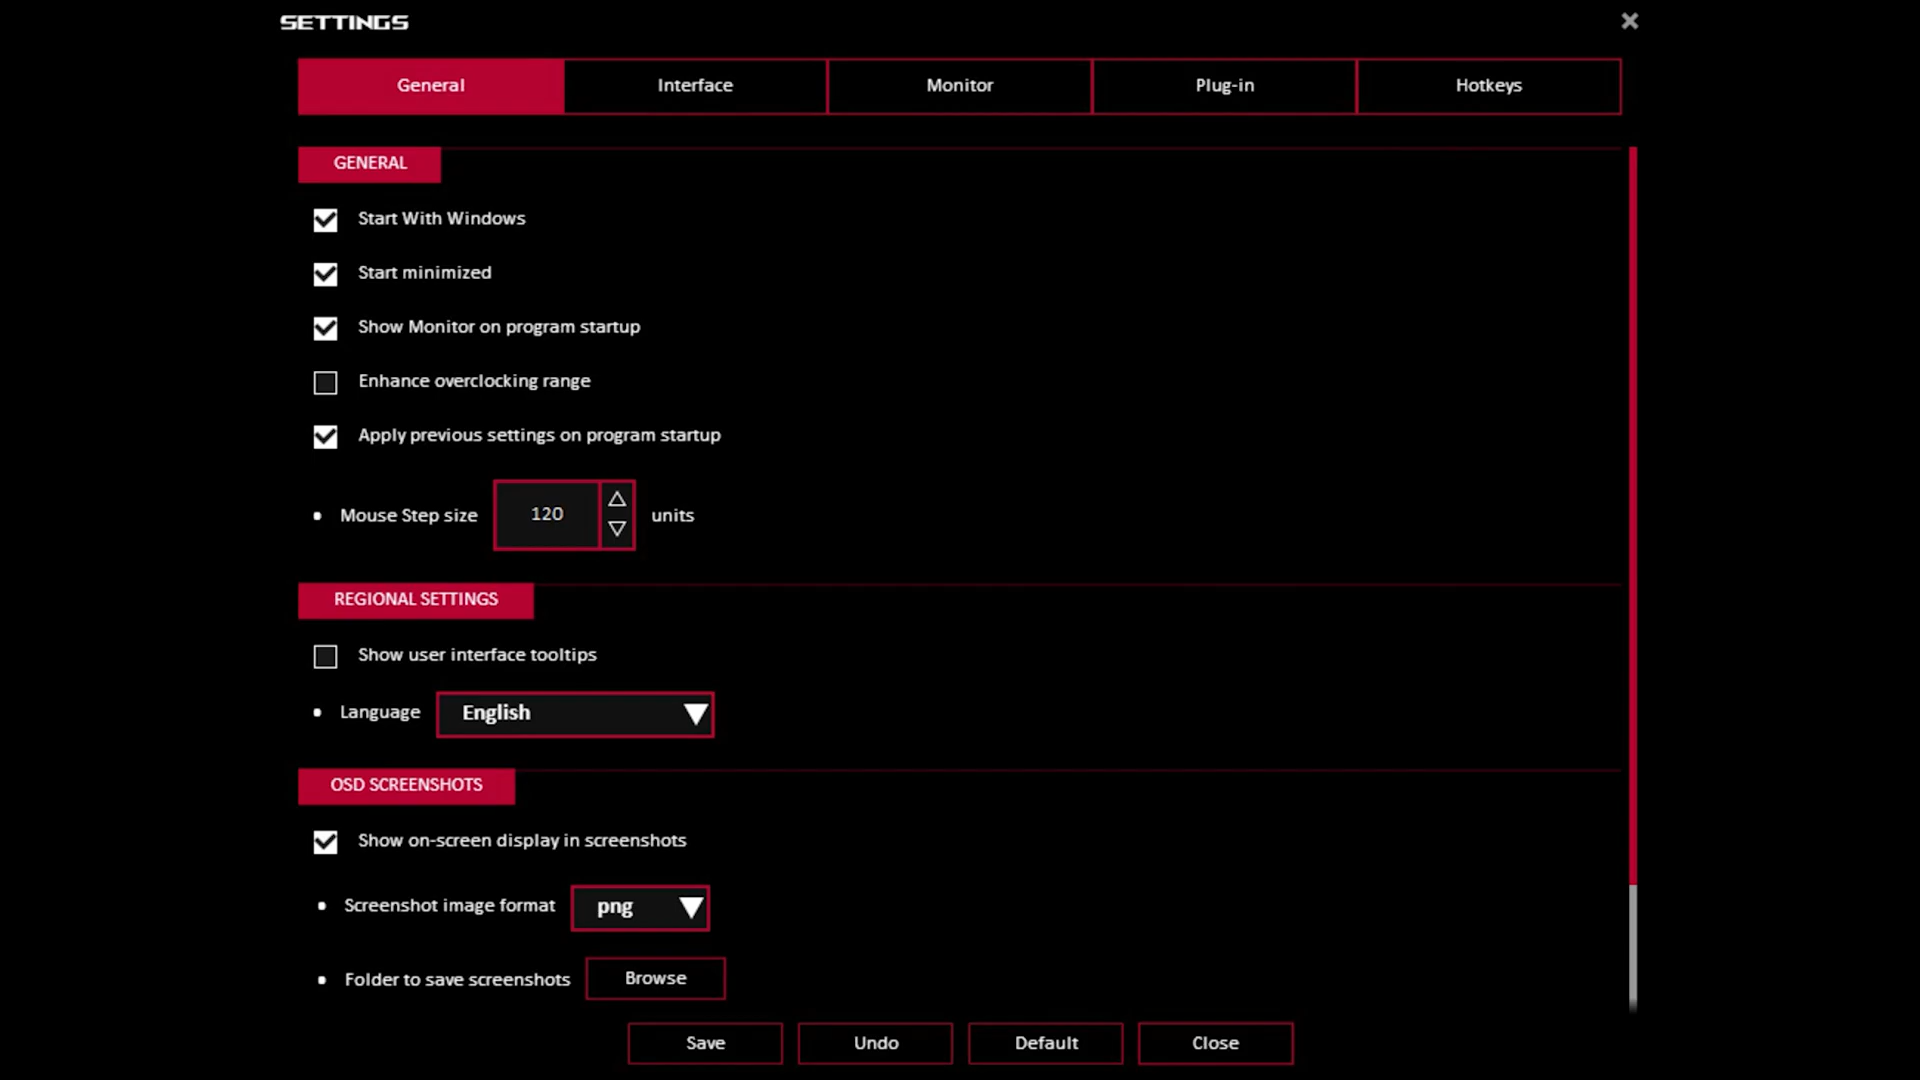 SETTINGS
General Interface Monitor Plug-in Hotkeys
GENERAL
Start With Windows
Start minimized
Show Monitor on program startup
Enhance overclocking range
Apply previous settings on program startup
• Mouse Step size 120 units
REGIONAL SETTINGS
Show user interface tooltips
• Language English
OSD SCREENSHOTS
Show on-screen display in screenshots
• Screenshot image format png
• Folder to save screenshots Browse
Save Undo Default Close